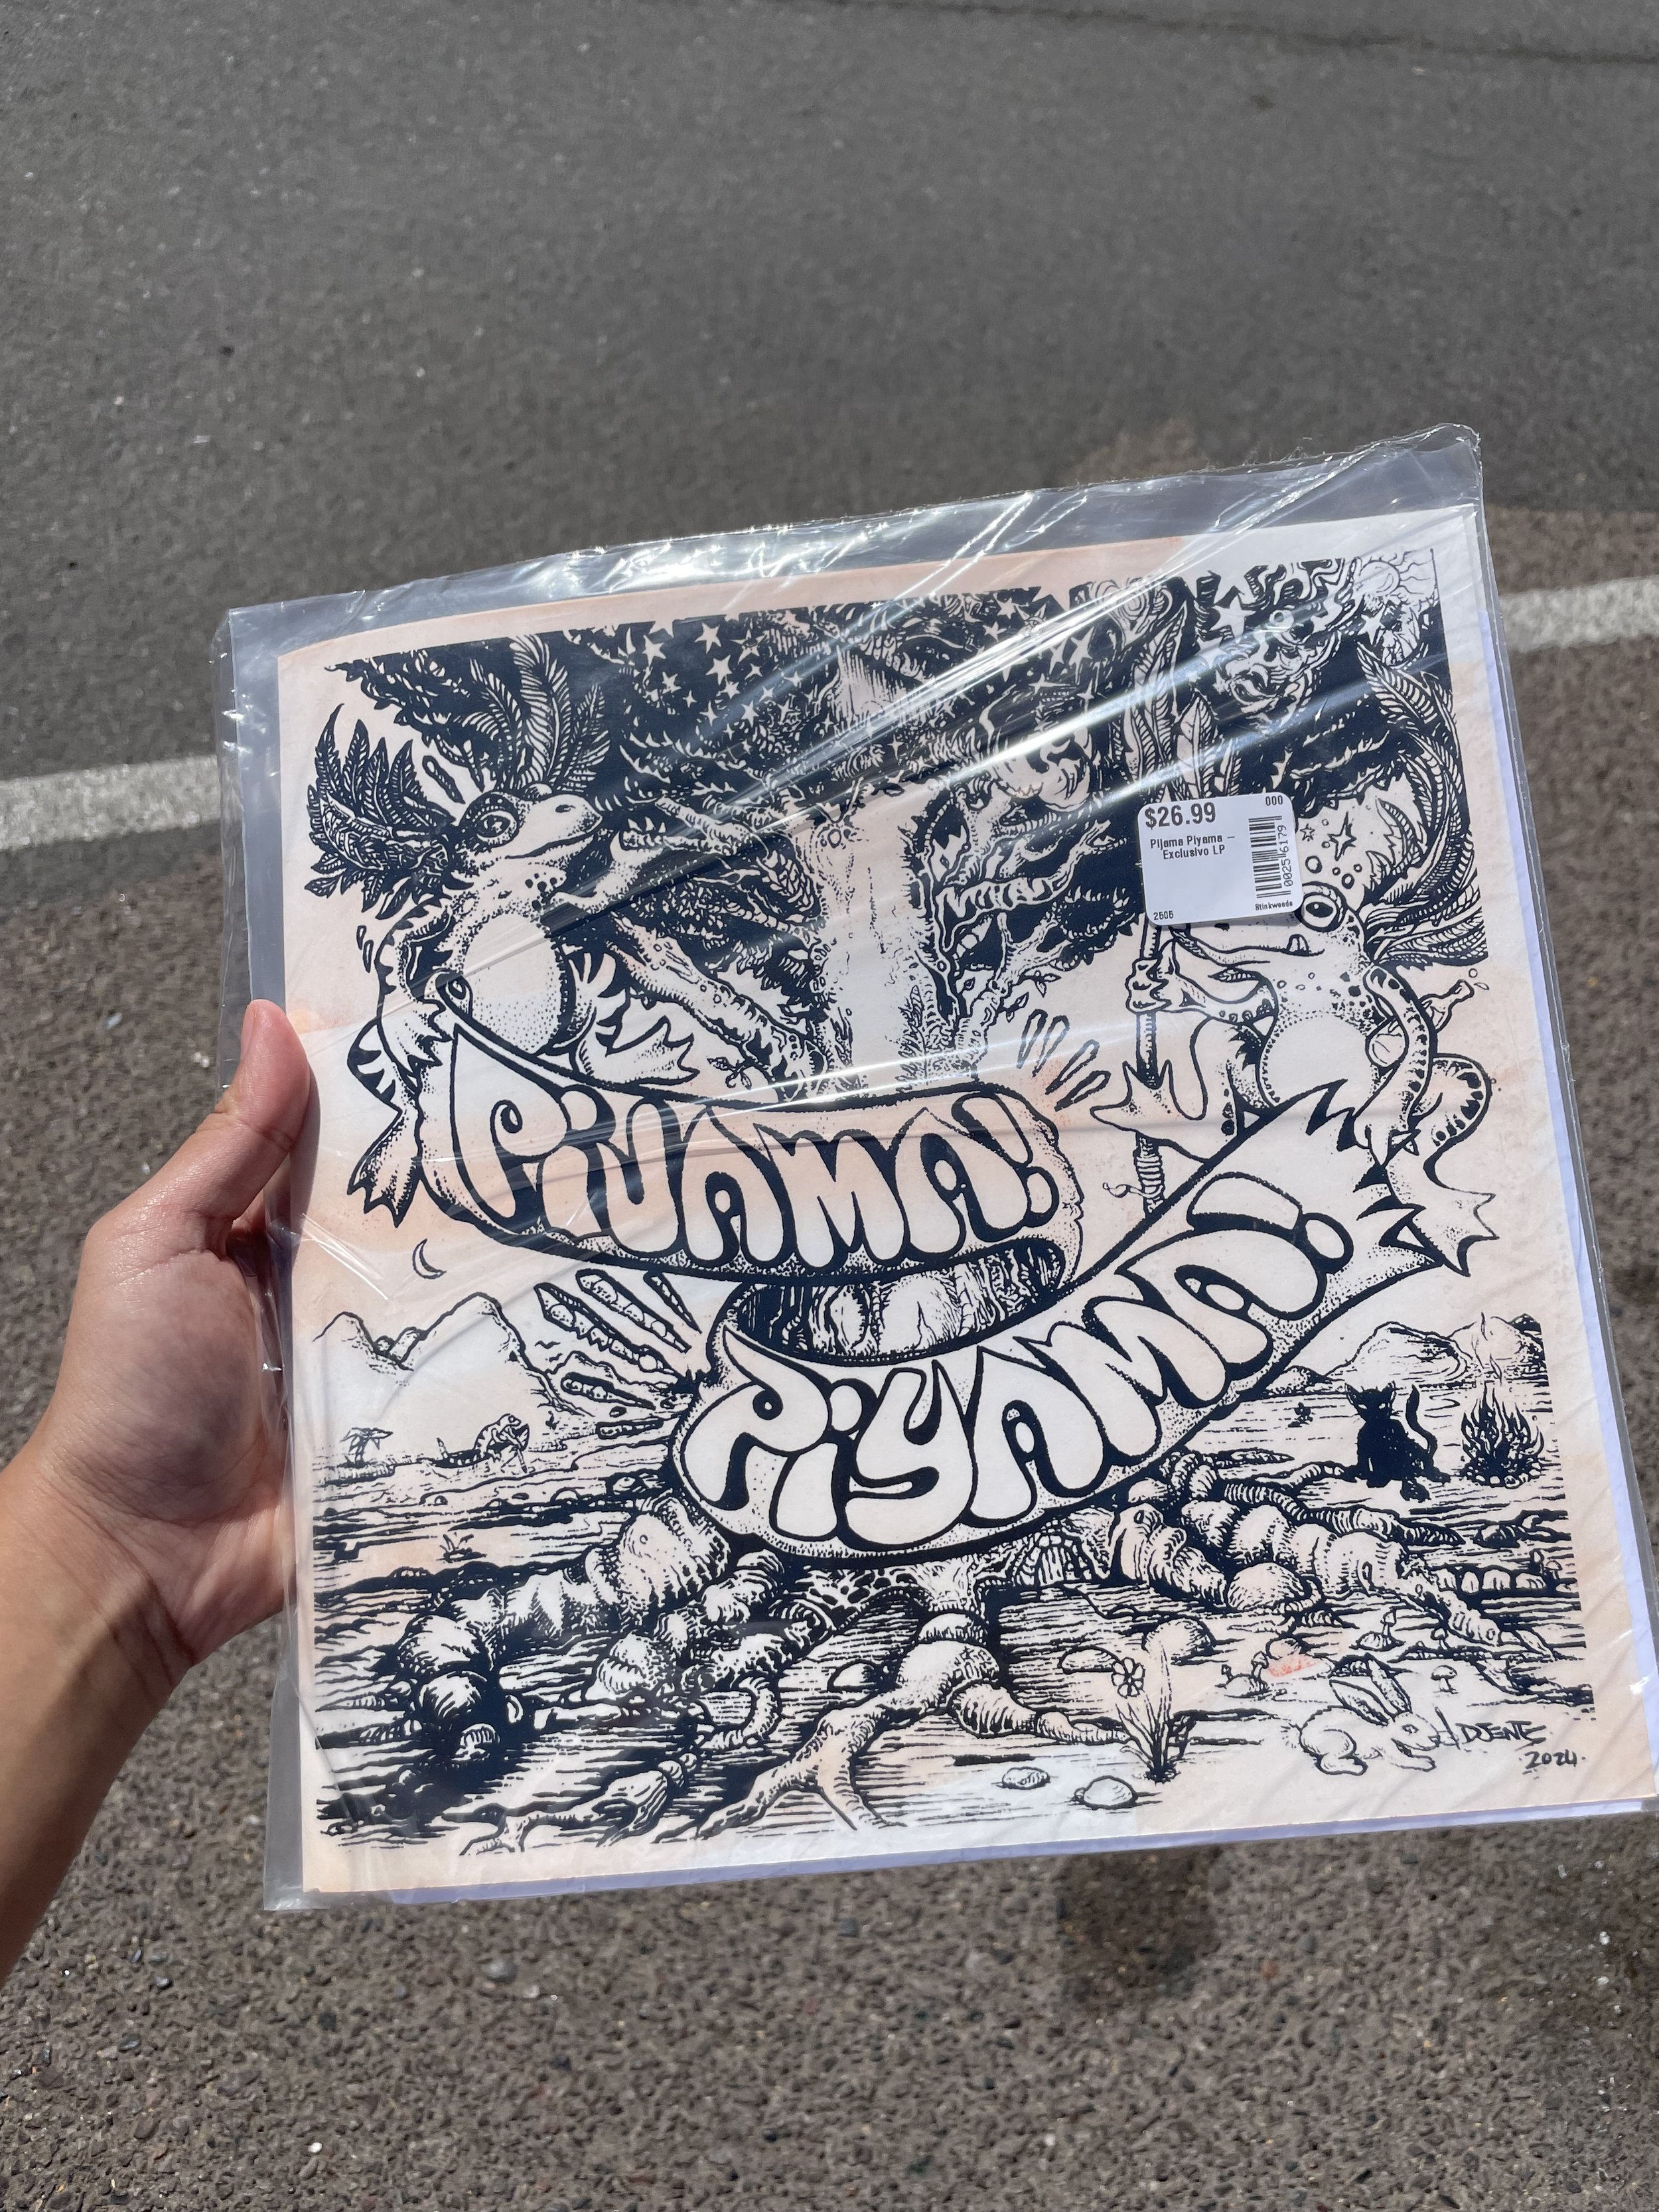 $26.99
000
Pijama Piyama —
Exclusivo LP
2505
Stinkweeds
PiJAMA!
PiYAMA!
2024.